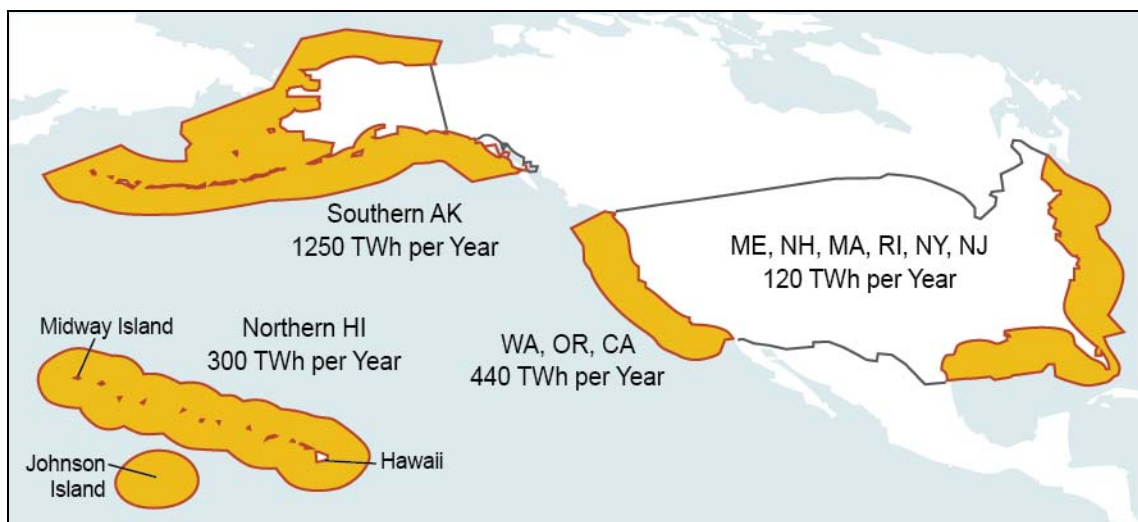 Southern AK
1250 TWh per Year
ME, NH, MA, RI, NY, NJ
120 TWh per Year
Midway Island
Northern HI
300 TWh per Year
WA, OR, CA
440 TWh per Year
Johnson
Island
Hawaii